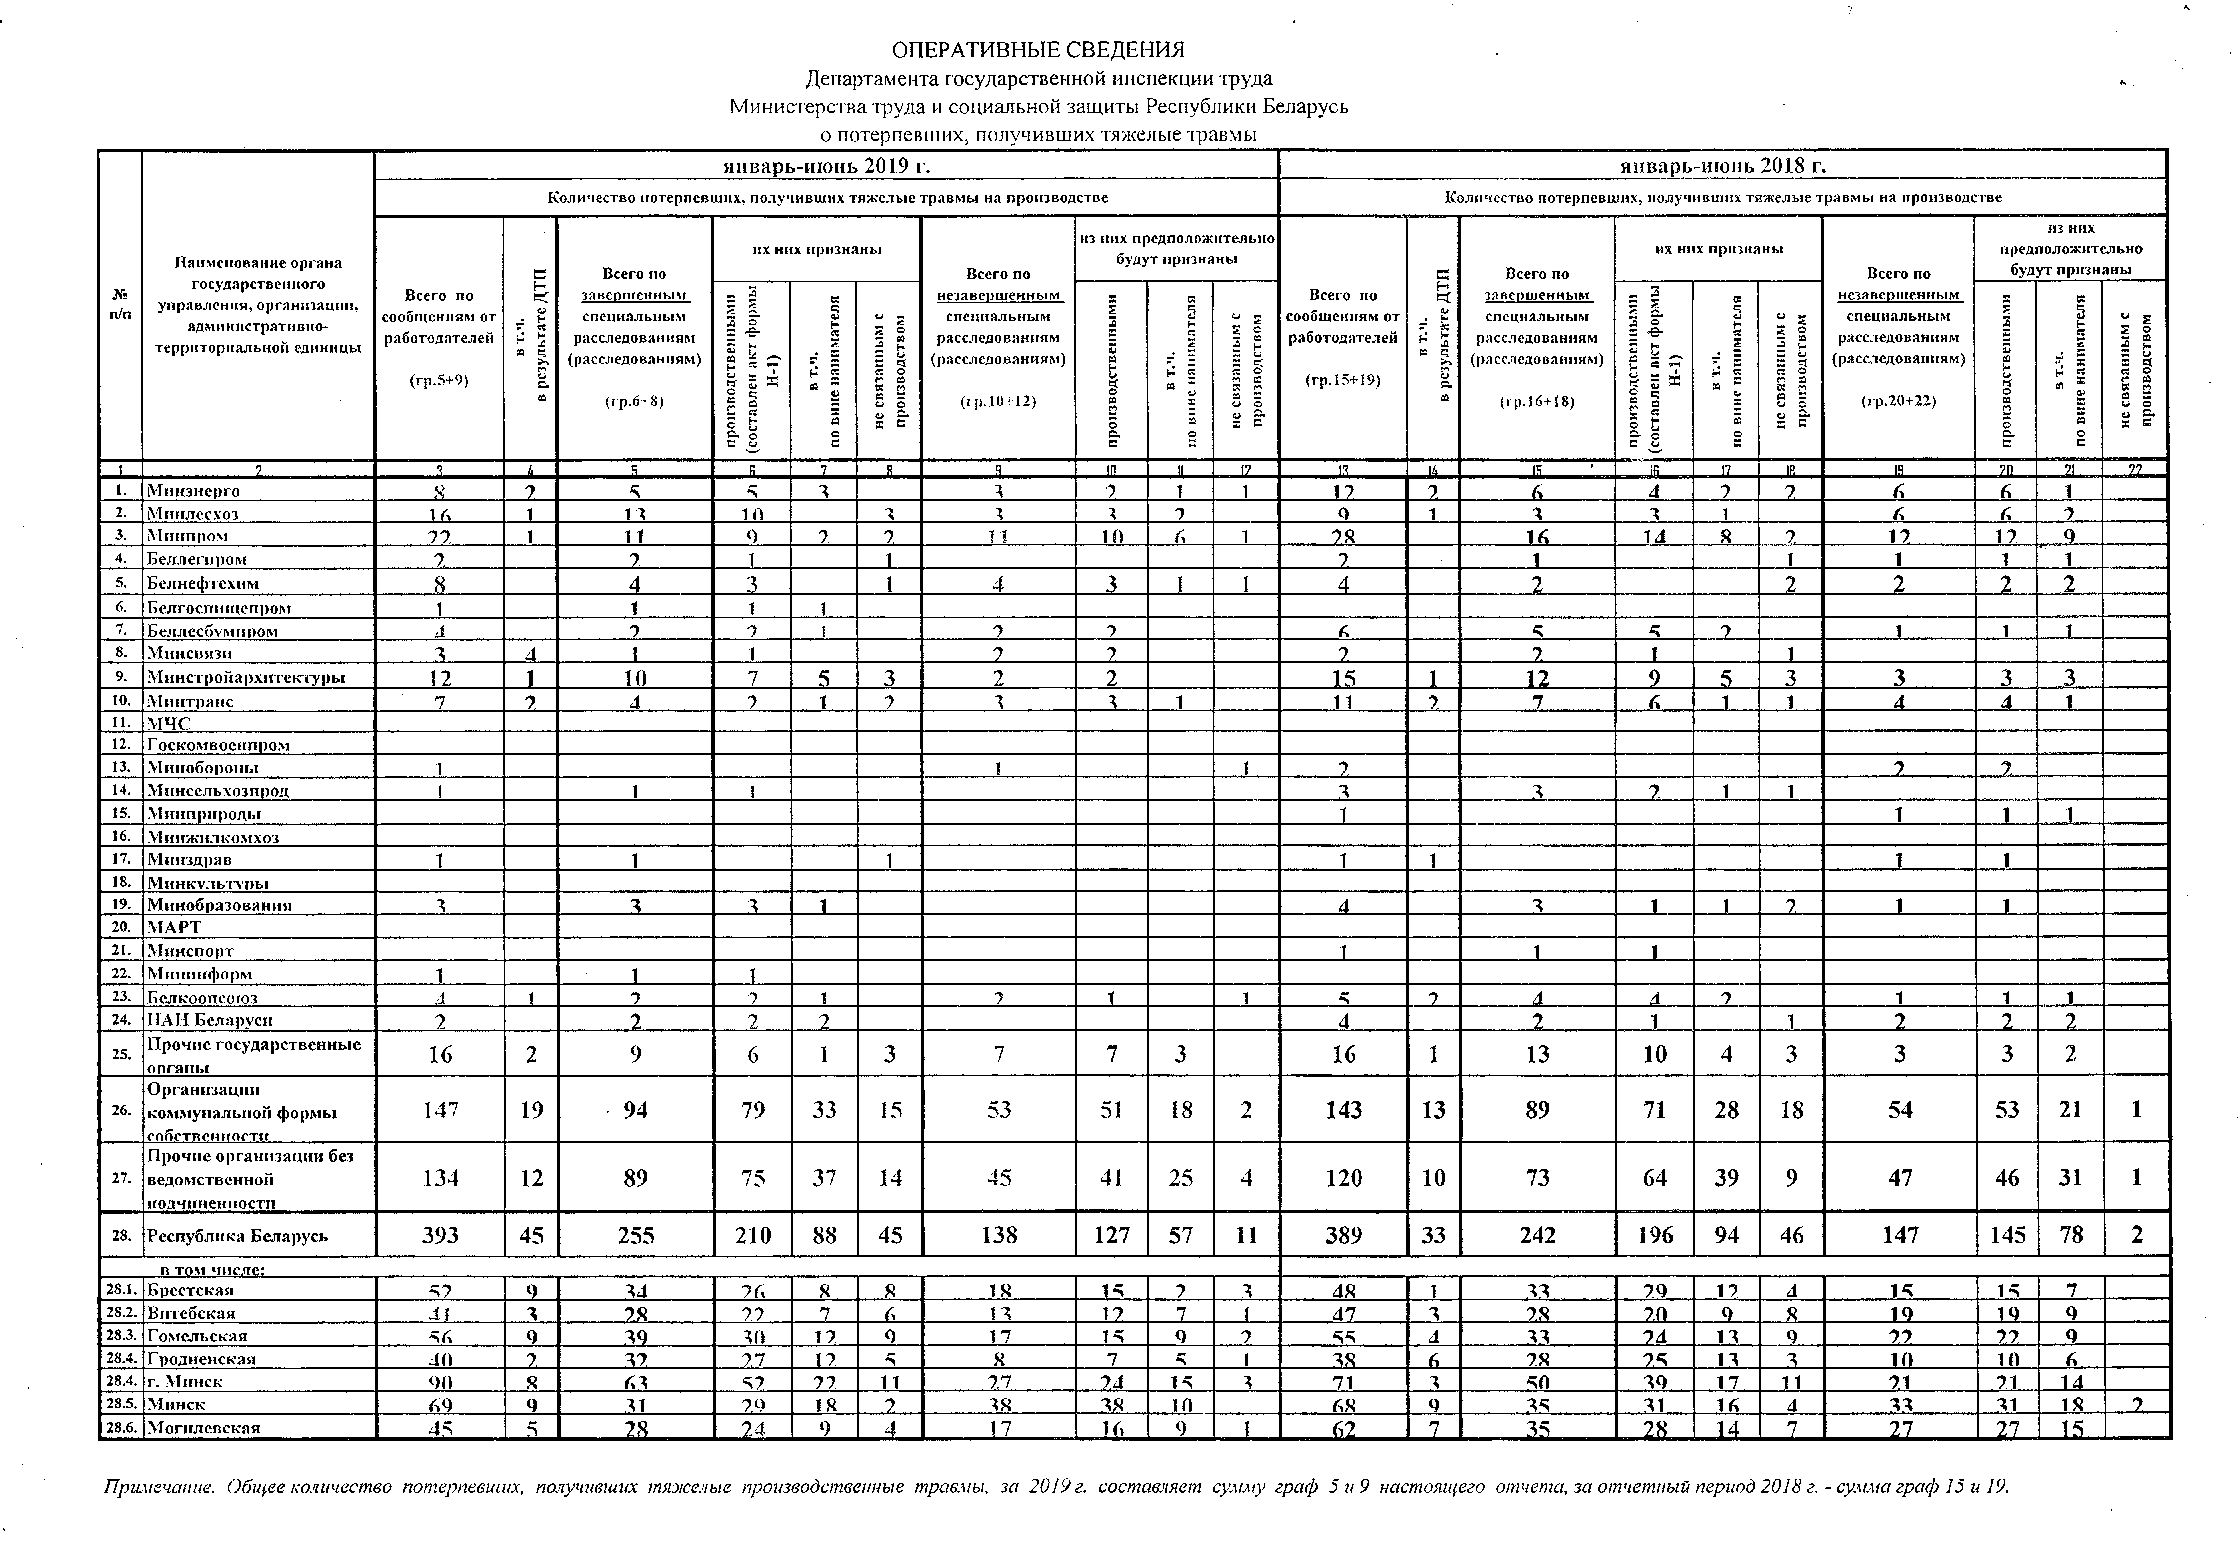 ОПЕРАТИВНЫЕ СВЕДЕНИЯ
Департамента государственной инспекции труда
Министерства труда и социальной защиты Республики Беларусь
о потерпевших, получивших тяжелые травмы
январь-июнь 2019 г. январь-июнь 2018 г.
Количество потерпевших, получивших тяжелые травмы на производстве Количество потерпевших, получивших тяжелые травмы на производстве
№ п/п
Наименование органа государственного управления, организации, административно-территориальной единицы
Всего по сообщениям от работодателей (гр.5+9)
в т.ч. в результате ДТП
Всего по завершенным специальным расследованиям (расследованиям) (гр.6+8)
их них признаны
производственными (составлен акт формы Н-1)
в т.ч. по вине нанимателя
не связанным с производством
Всего по незавершенным специальным расследованиям (расследованиям) (гр.10+12)
из них предположительно будут признаны
производственными
в т.ч. по вине нанимателя
не связанным с производством
Всего по сообщениям от работодателей (гр.15+19)
в т.ч. в результате ДТП
Всего по завершенным специальным расследованиям (расследованиям) (гр.16+18)
их них признаны
производственными (составлен акт формы Н-1)
в т.ч. по вине нанимателя
не связанным с производством
Всего по незавершенным специальным расследованиям (расследованиям) (гр.20+22)
из них предположительно будут признаны
производственными
в т.ч. по вине нанимателя
не связанным с производством
1 2 3 4 5 6 7 8 9 10 11 12 13 14 15 16 17 18 19 20 21 22
1. Минэнерго 8 2 5 5 3 3 2 1 1 12 2 6 4 2 2 6 6 1
2. Минлесхоз 16 1 13 10 3 3 3 2 9 1 3 3 1 6 6 2
3. Минпром 22 1 11 9 2 2 11 10 6 1 28 16 14 8 2 12 12 9
4. Беллегпром 2 2 1 1 2 1 1 1 1 1
5. Белнефтехим 8 4 3 1 4 3 1 1 4 2 2 2 2 2
6. Белгоспищепром 1 1 1 1
7. Беллесбумпром 4 2 2 1 2 2 6 5 5 2 1 1 1
8. Минсвязи 3 4 1 1 2 2 2 2 1 1
9. Минстройархитектуры 12 1 10 7 5 3 2 2 15 1 12 9 5 3 3 3 3
10. Минтранс 7 2 4 2 1 2 3 3 1 11 2 7 6 1 1 4 4 1
11. МЧС
12. Госкомвоенпром
13. Минобороны 1 1 1 2 2 2
14. Минсельхозпрод 1 1 1 3 3 2 1 1
15. Минприроды 1 1 1 1
16. Минжилкомхоз
17. Минздрав 1 1 1 1 1 1 1
18. Минкультуры
19. Минобразования 3 3 3 1 4 3 1 1 2 1 1
20. МАРТ
21. Минспорт 1 1 1
22. Мининформ 1 1 1
23. Белкоопсоюз 4 1 2 2 1 2 1 1 5 2 4 4 2 1 1 1
24. НАН Беларуси 2 2 2 2 4 2 1 1 2 2 2
25. Прочие государственные органы 16 2 9 6 1 3 7 7 3 16 1 13 10 4 3 3 3 2
26. Организации коммунальной формы собственности 147 19 94 79 33 15 53 51 18 2 143 13 89 71 28 18 54 53 21 1
27. Прочие организации без ведомственной подчиненности 134 12 89 75 37 14 45 41 25 4 120 10 73 64 39 9 47 46 31 1
28. Республика Беларусь 393 45 255 210 88 45 138 127 57 11 389 33 242 196 94 46 147 145 78 2
в том числе:
28.1. Брестская 52 9 34 26 8 8 18 15 2 3 48 1 33 29 12 4 15 15 7
28.2. Витебская 41 3 28 22 7 6 13 12 7 1 47 3 28 20 9 8 19 19 9
28.3. Гомельская 56 9 39 30 12 9 17 15 9 2 55 4 33 24 13 9 22 22 9
28.4. Гродненская 40 2 32 27 12 5 8 7 5 1 38 6 28 25 13 3 10 10 6
28.4. г. Минск 90 8 63 52 22 11 27 24 15 3 71 3 50 39 17 11 21 21 14
28.5. Минск 69 9 31 29 18 2 38 38 10 68 9 35 31 16 4 33 31 18 2
28.6. Могилевская 45 5 28 24 9 4 17 16 9 1 62 7 35 28 14 7 27 27 15
Примечание. Общее количество потерпевших, получивших тяжелые производственные травмы, за 2019 г. составляет сумму граф 5 и 9 настоящего отчета, за отчетный период 2018 г. - сумма граф 15 и 19.